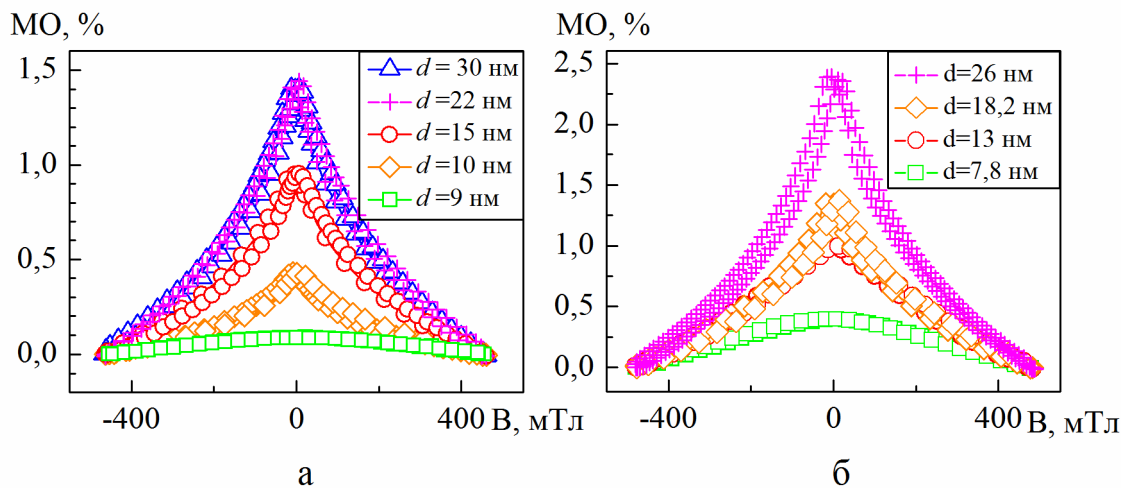 МО, %
1,5
1,0
0,5
0,0
-400
0
400
В, мТл
d = 30 нм
d = 22 нм
d = 15 нм
d = 10 нм
d = 9 нм
а
МО, %
2,5
2,0
1,5
1,0
0,5
0,0
-400
0
400
В, мТл
d=26 нм
d=18,2 нм
d=13 нм
d=7,8 нм
б